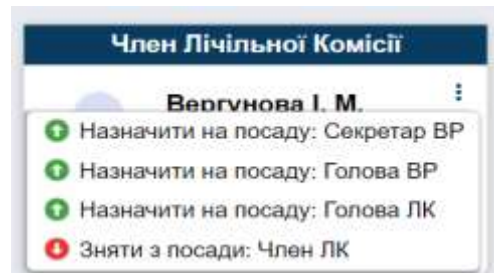 Член Лічільної Комісії
Вергунова І. М.
Назначити на посаду: Секретар ВР
Назначити на посаду: Голова ВР
Назначити на посаду: Голова ЛК
Зняти з посади: Член ЛК